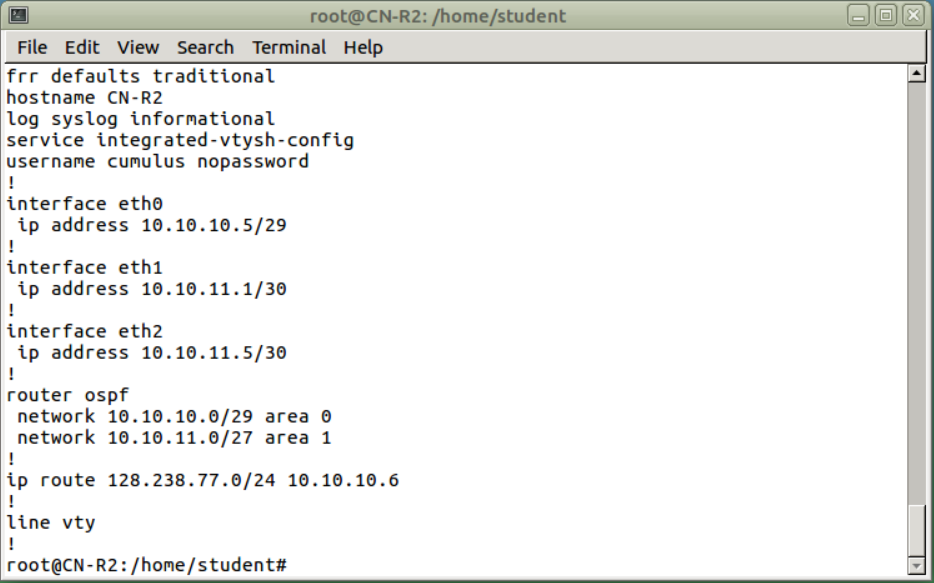 root@CN-R2: /home/student
File Edit View Search Terminal Help
frr defaults traditional
hostname CN-R2
log syslog informational
service integrated-vtysh-config
username cumulus nopassword
!
interface eth0
 ip address 10.10.10.5/29
!
interface eth1
 ip address 10.10.11.1/30
!
interface eth2
 ip address 10.10.11.5/30
!
router ospf
 network 10.10.10.0/29 area 0
 network 10.10.11.0/27 area 1
!
ip route 128.238.77.0/24 10.10.10.6
!
line vty
!
root@CN-R2:/home/student#